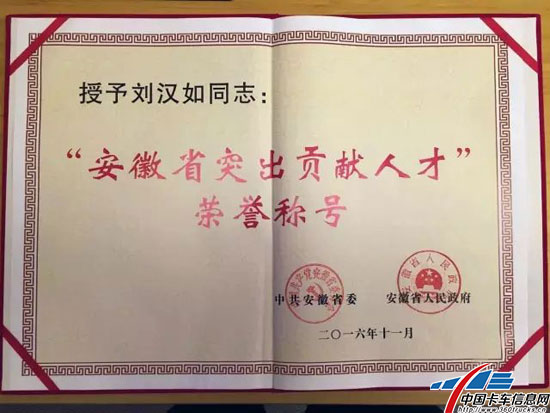 授予刘汉如同志：
“安徽省突出贡献人才”
荣誉称号
中共安徽省委 安徽省人民政府
二〇一六年十一月
中国卡车信息网